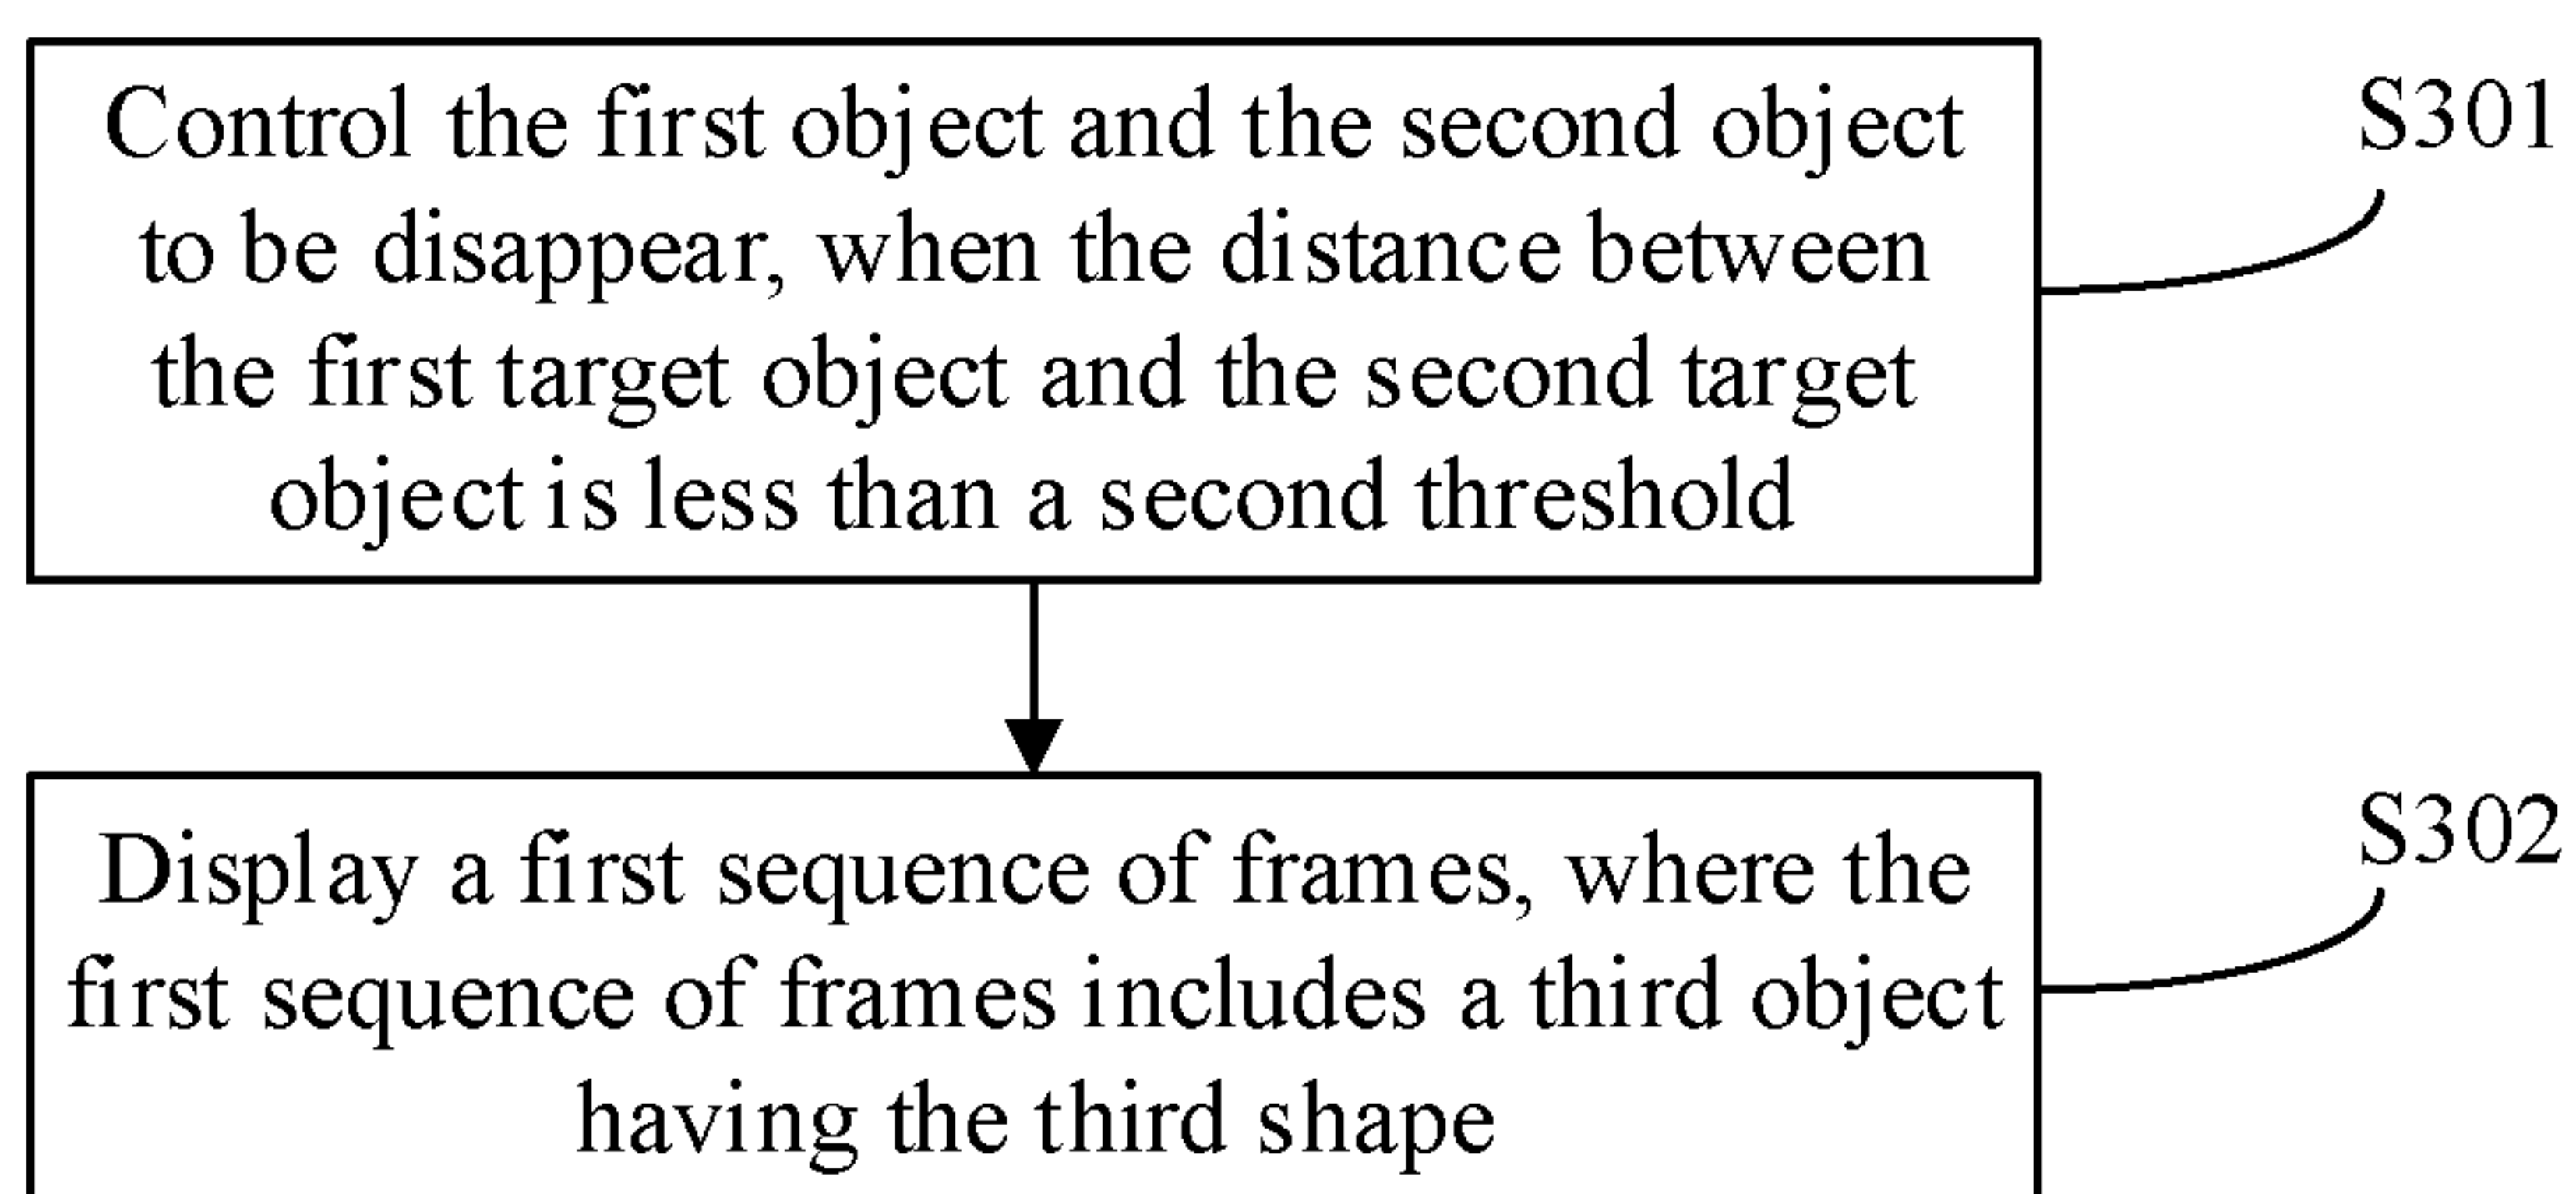 Control the first object and the second object
to be disappear, when the distance between
the first target object and the second target
object is less than a second threshold
S301
Display a first sequence of frames, where the
first sequence of frames includes a third object
having the third shape
S302